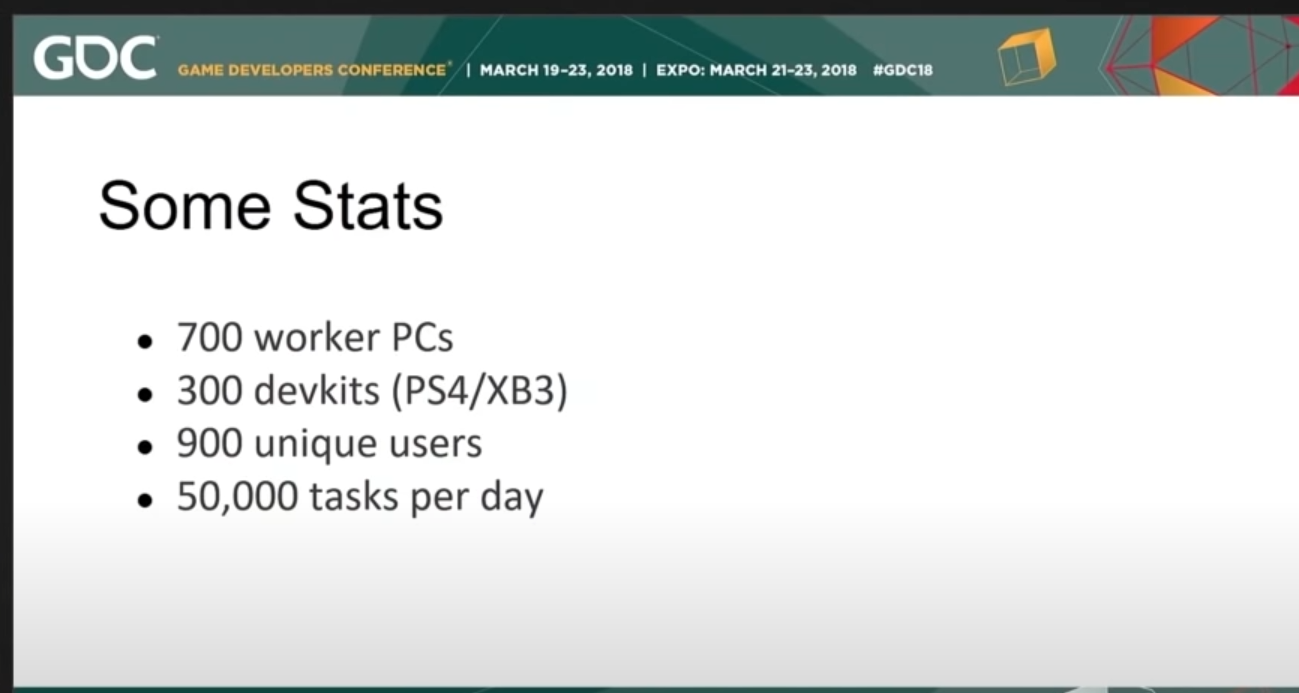 GDC GAME DEVELOPERS CONFERENCE® | MARCH 19–23, 2018 | EXPO: MARCH 21–23, 2018 #GDC18
Some Stats
• 700 worker PCs
• 300 devkits (PS4/XB3)
• 900 unique users
• 50,000 tasks per day